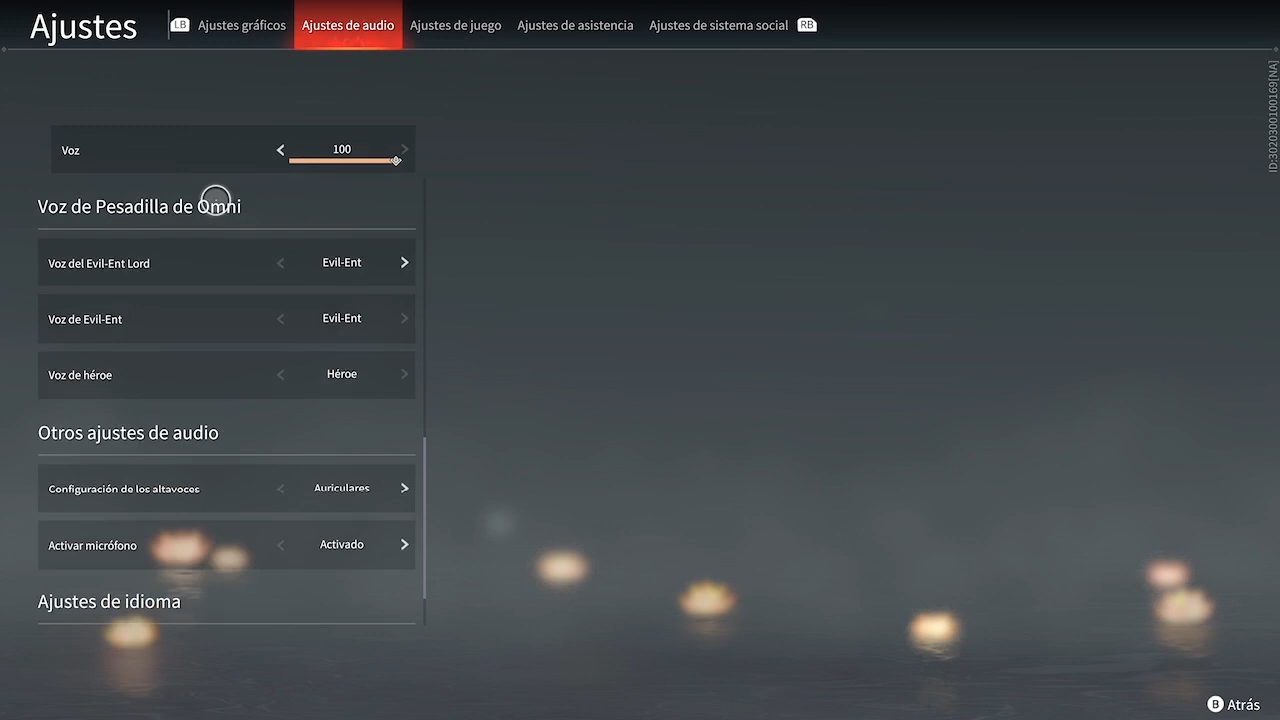 Ajustes
LB Ajustes gráficos Ajustes de audio Ajustes de juego Ajustes de asistencia Ajustes de sistema social RB
ID:3020300100169[NA]
Voz 100
Voz de Pesadilla de Omni
Voz del Evil-Ent Lord Evil-Ent
Voz de Evil-Ent Evil-Ent
Voz de héroe Héroe
Otros ajustes de audio
Configuración de los altavoces Auriculares
Activar micrófono Activado
Ajustes de idioma
B Atrás